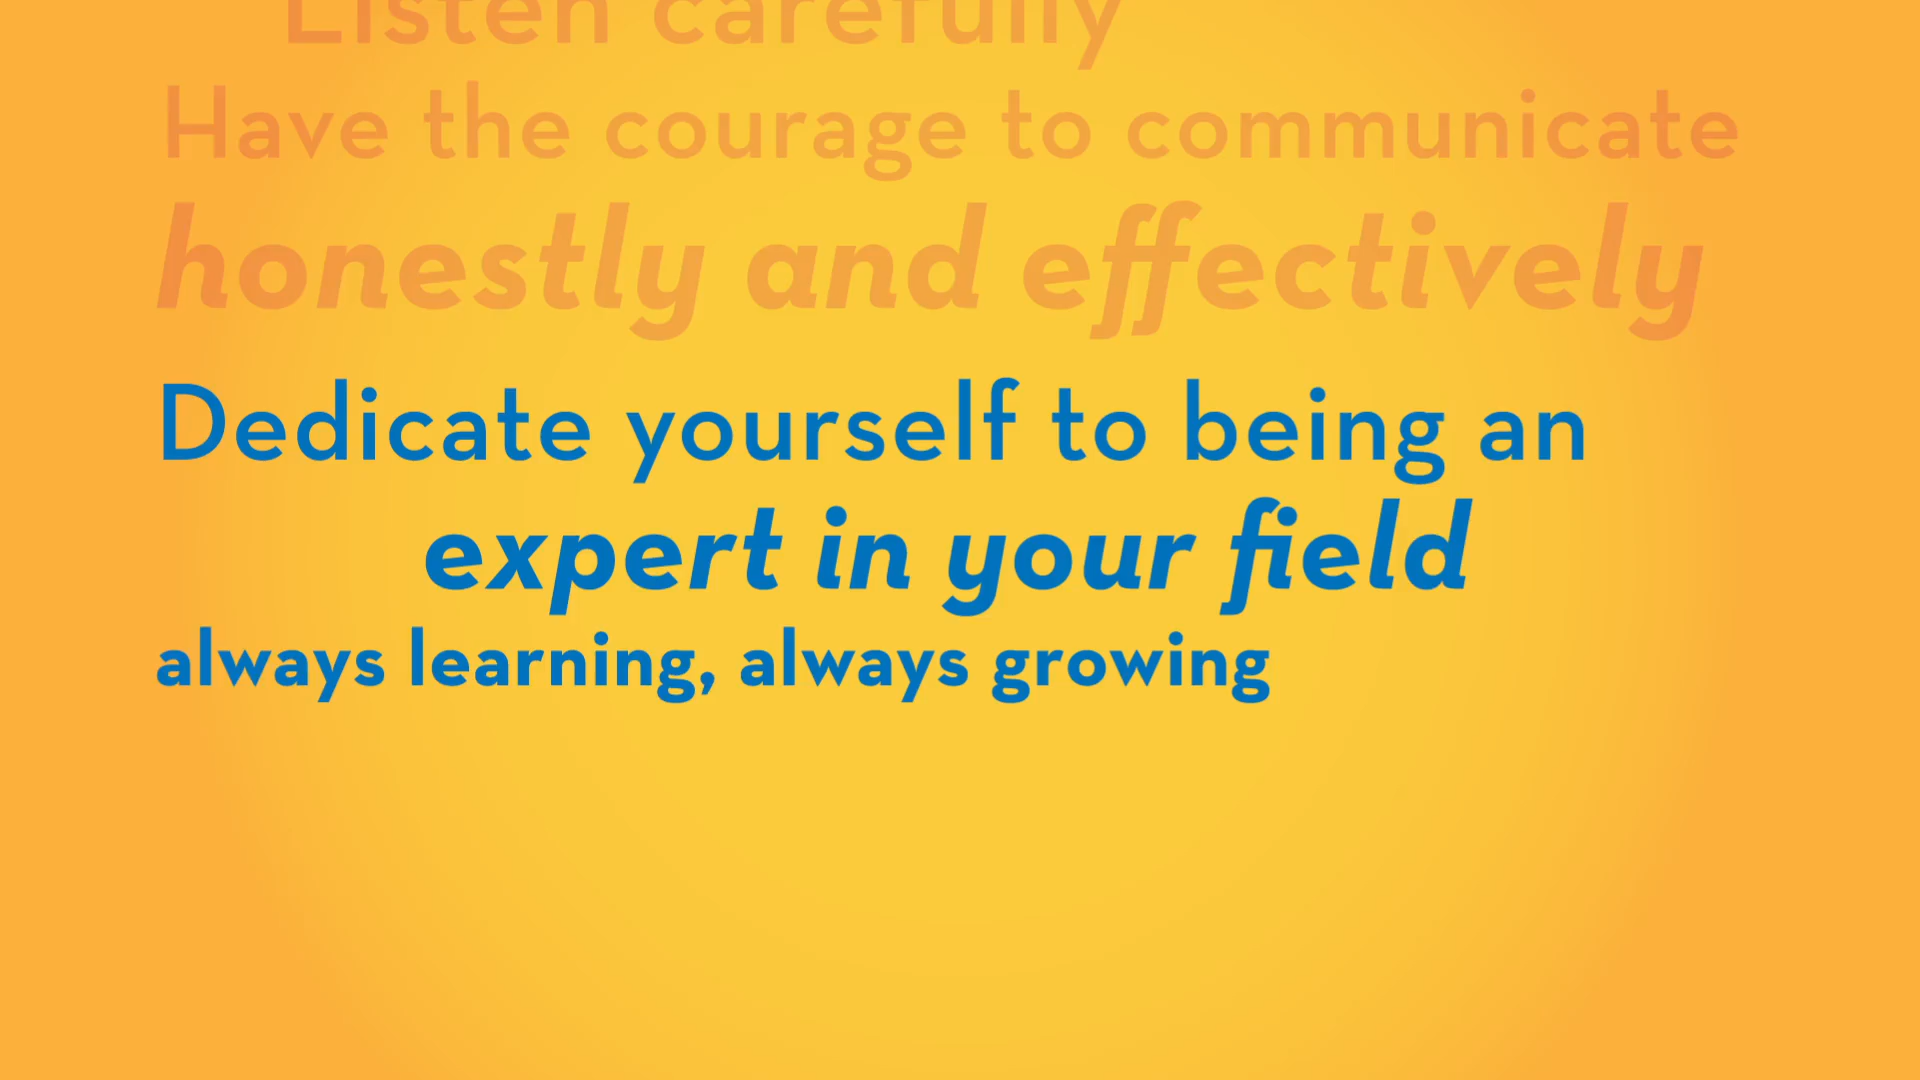 Listen carefully
Have the courage to communicate
honestly and effectively
Dedicate yourself to being an
expert in your field
always learning, always growing